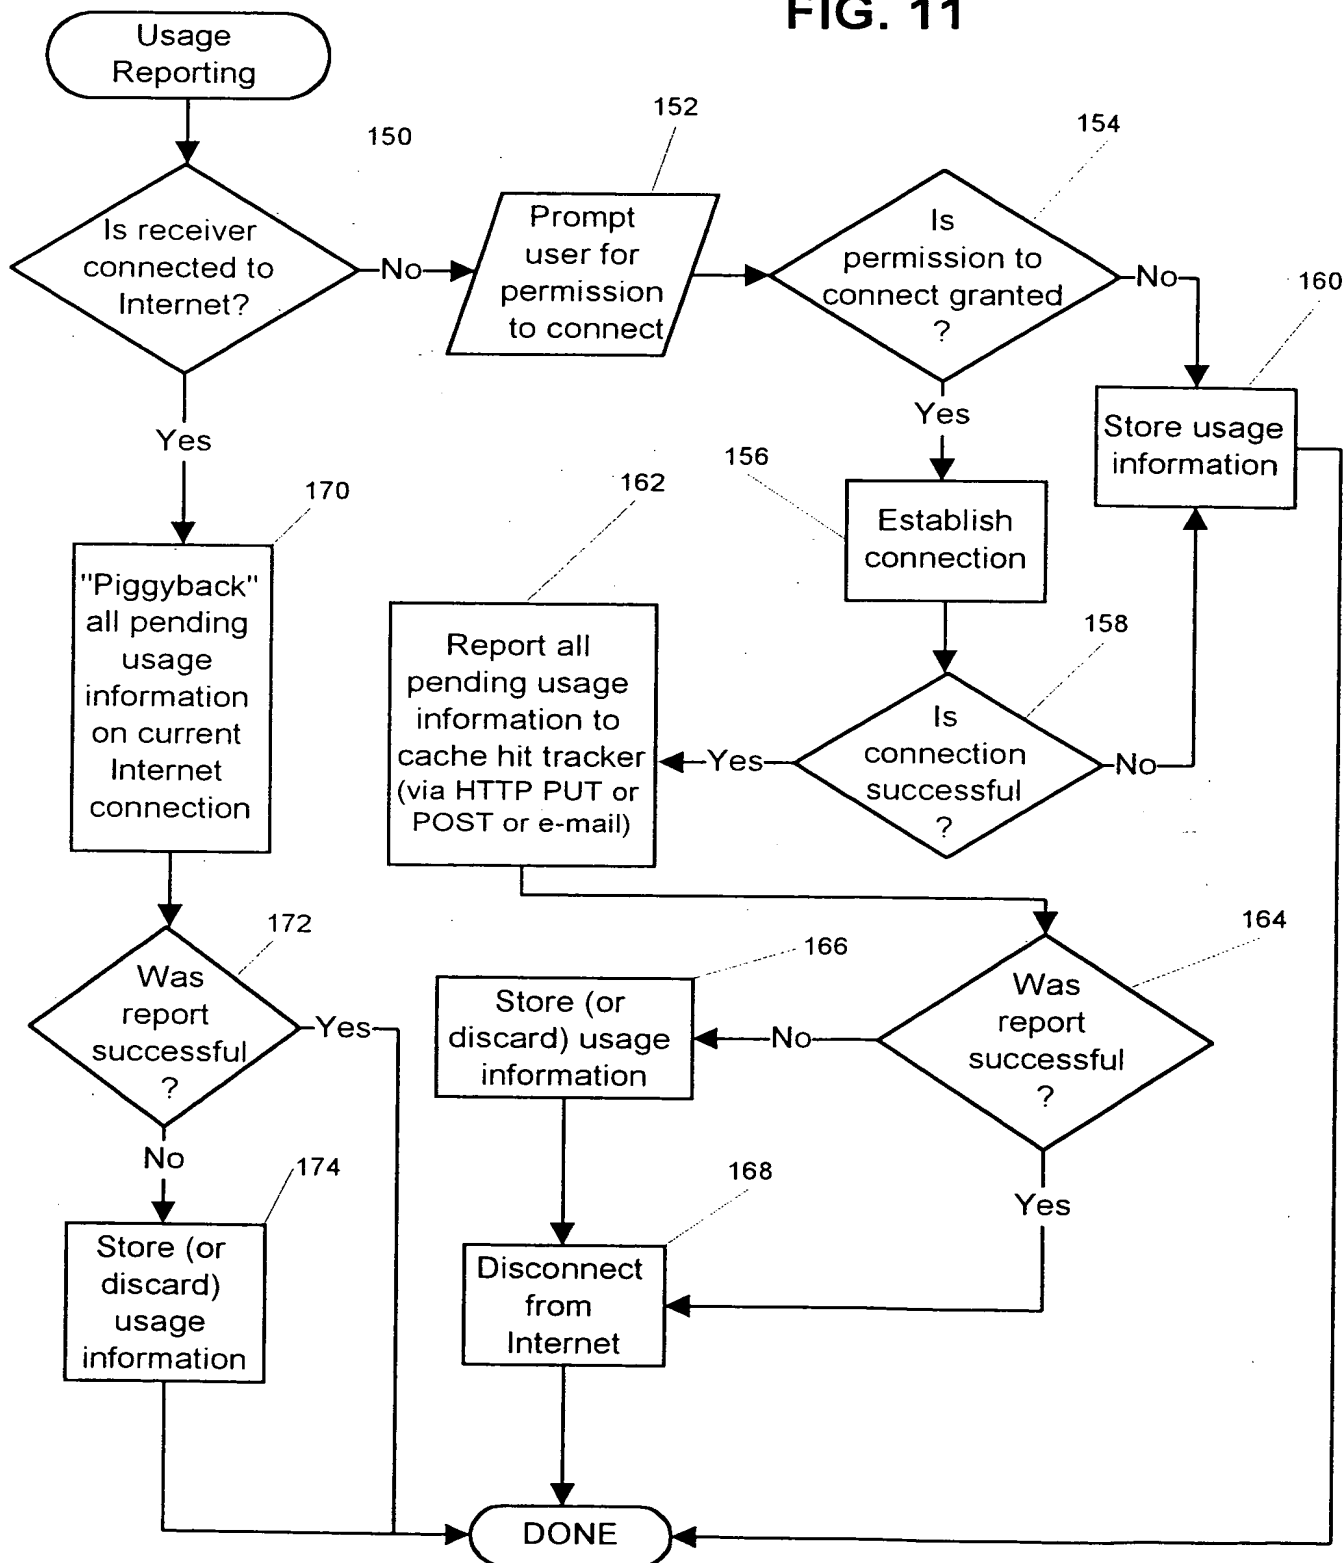 FIG. 11
Usage
Reporting
150
152
154
Is receiver
connected to
Internet?
No
Prompt
user for
permission
to connect
Is
permission to
connect granted
?
No
160
Yes
Yes
Store usage
information
156
170
162
Establish
connection
"Piggyback"
all pending
usage
information
on current
Internet
connection
Report all
pending usage
information to
cache hit tracker
(via HTTP PUT or
POST or e-mail)
158
Is
connection
successful
?
Yes
No
172
166
164
Was
report
successful
?
Yes
Store (or
discard) usage
information
No
Was
report
successful
?
No
174
168
Yes
Store (or
discard)
usage
information
Disconnect
from
Internet
DONE